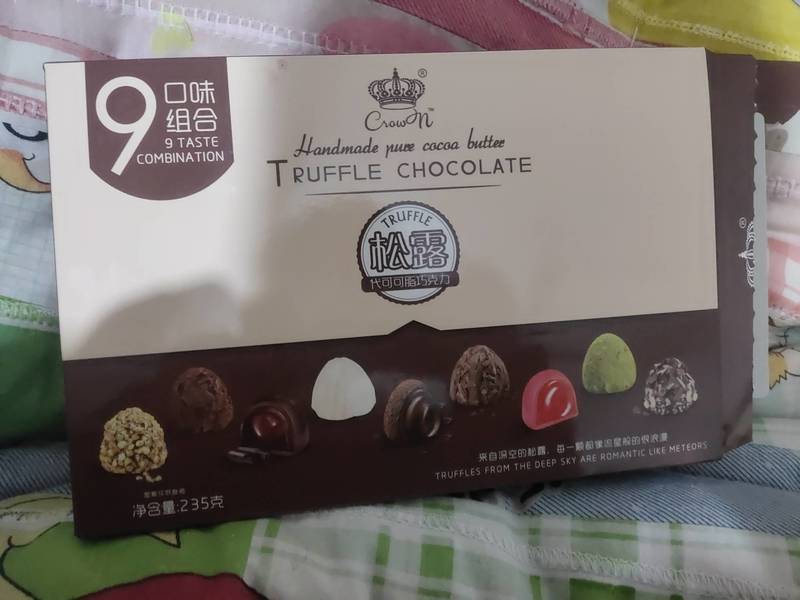 9
口味
组合
9 TASTE
COMBINATION
®
CrowN™
Handmade pure cocoa butter
TRUFFLE CHOCOLATE
TRUFFLE
松露
代可可脂巧克力
来自深空的松露，每一颗都像流星般的很浪漫
TRUFFLES FROM THE DEEP SKY ARE ROMANTIC LIKE METEORS
净含量:235克
®